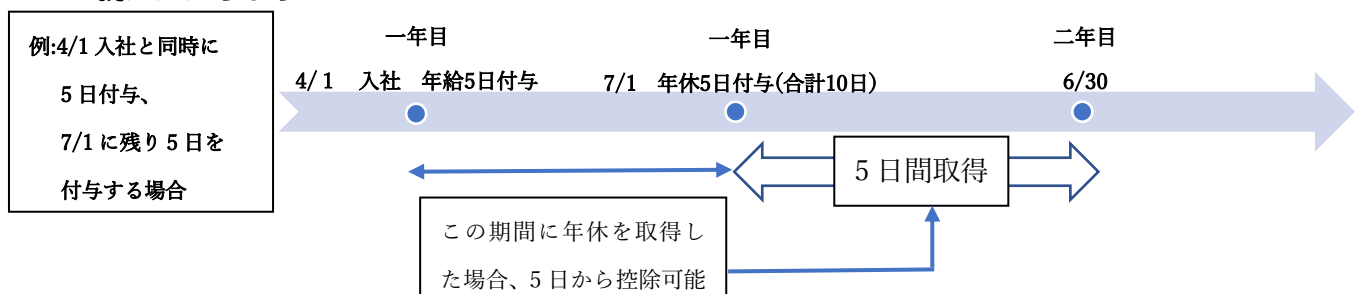 例:4/1 入社と同時に
5 日付与、
7/1 に残り 5 日を
付与する場合
一年目
4/ 1 入社 年給5日付与
一年目
7/1 年休5日付与(合計10日)
二年目
6/30
5 日間取得
この期間に年休を取得し
た場合、5 日から控除可能